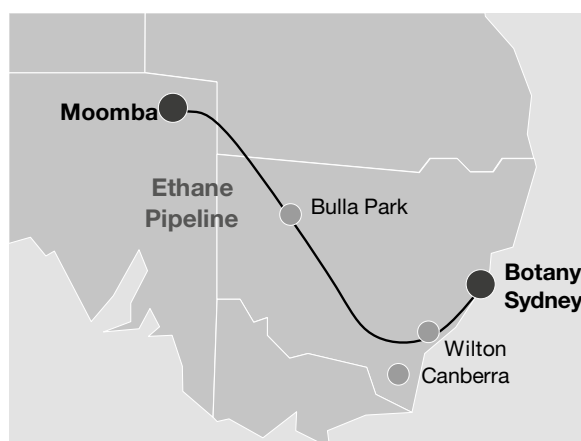 Moomba
Ethane
Pipeline
Bulla Park
Botany
Sydney
Wilton
Canberra